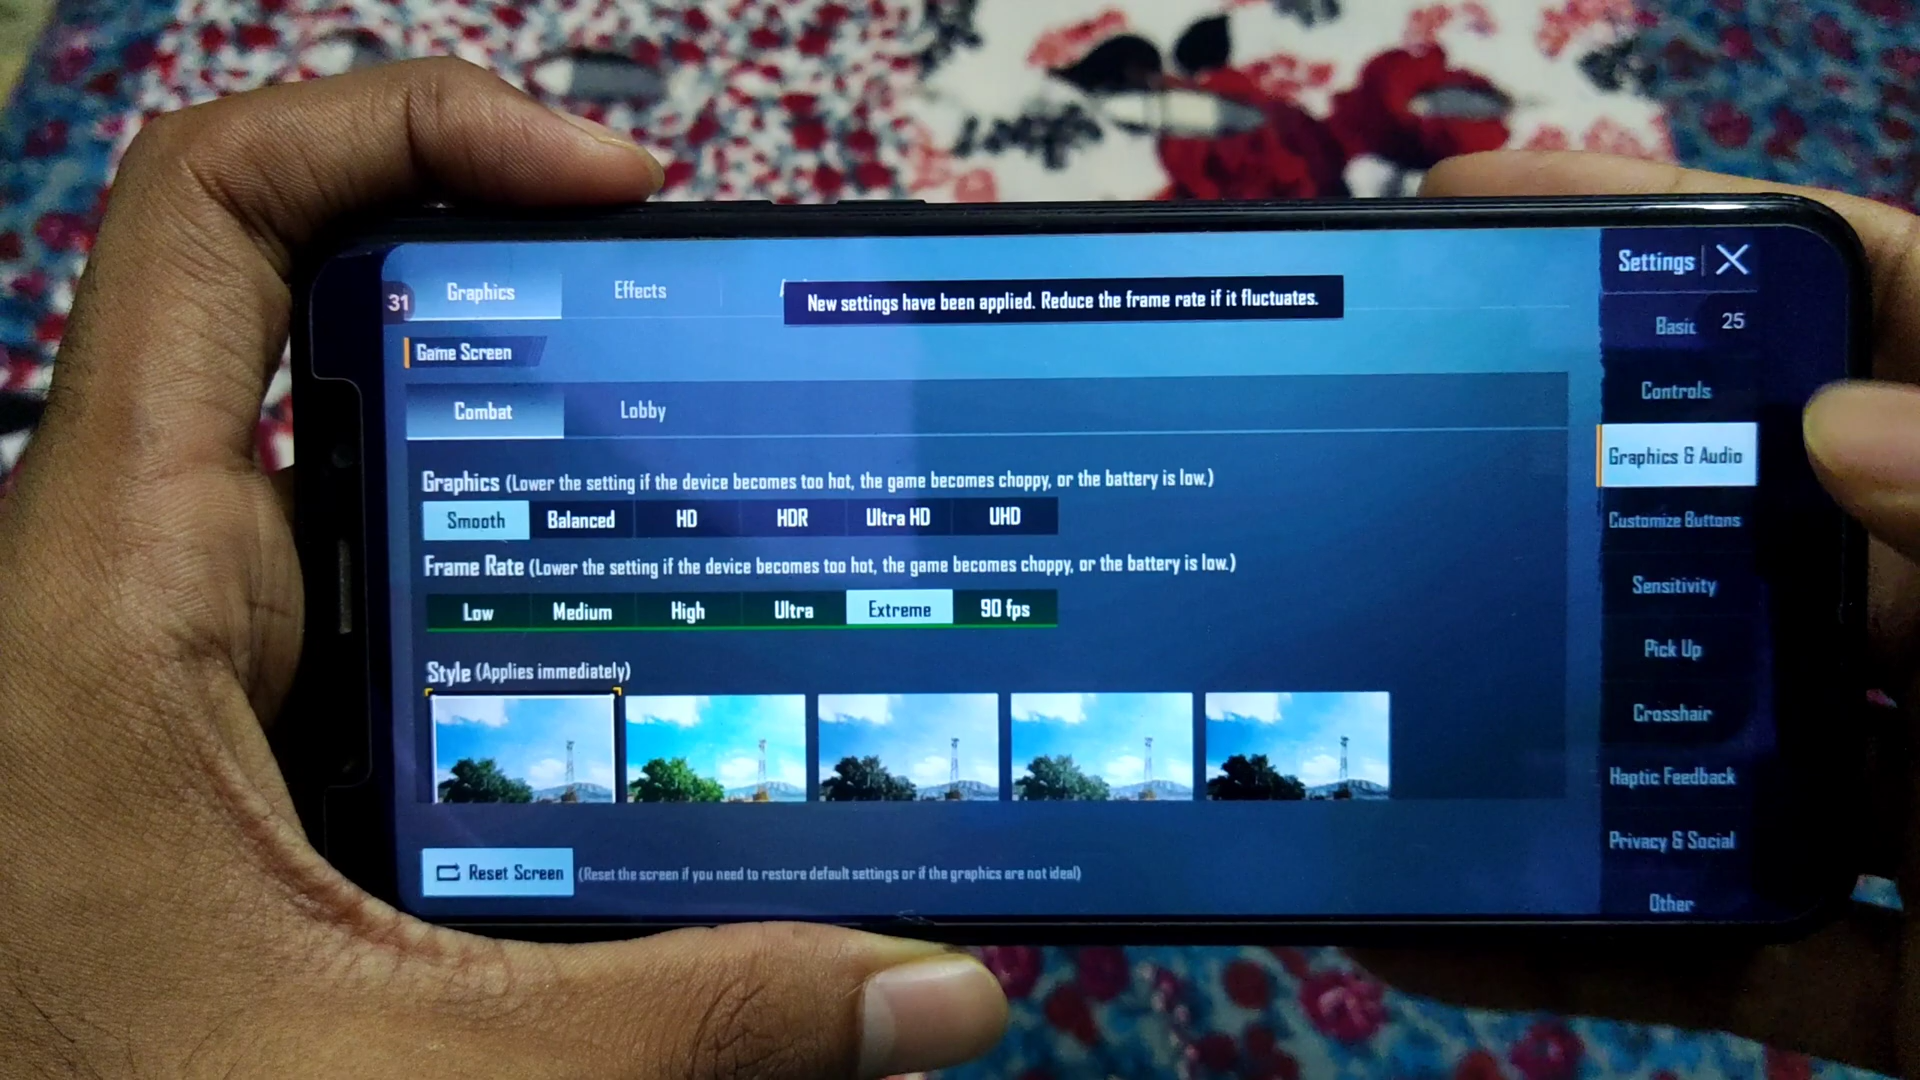 Graphics
Effects
New settings have been applied. Reduce the frame rate if it fluctuates.
Settings
31
Game Screen
Basic
25
Combat
Lobby
Controls
Graphics & Audio
Graphics (Lower the setting if the device becomes too hot, the game becomes choppy, or the battery is low.)
Smooth
Balanced
HD
HDR
Ultra HD
UHD
Customize Buttons
Frame Rate (Lower the setting if the device becomes too hot, the game becomes choppy, or the battery is low.)
Sensitivity
Low
Medium
High
Ultra
Extreme
90 fps
Pick Up
Style (Applies immediately)
Crosshair
Haptic Feedback
Privacy & Social
Reset Screen
(Reset the screen if you need to restore default settings or if the graphics are not ideal)
Other